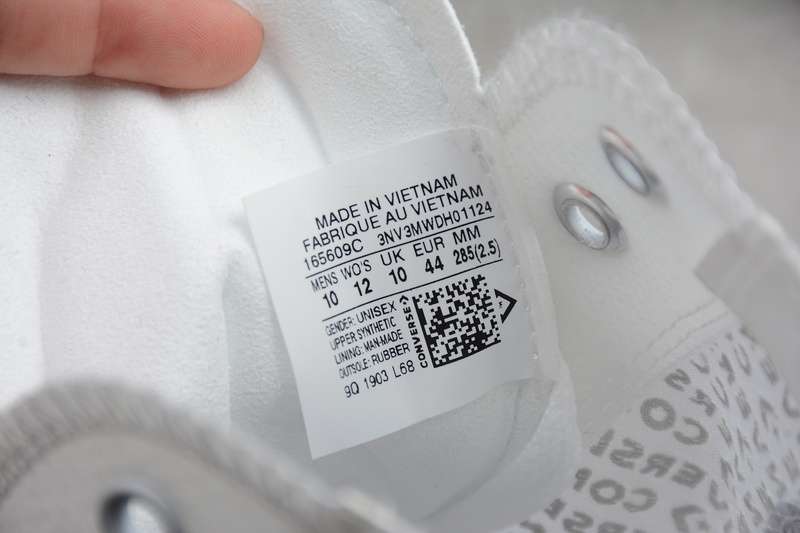 MADE IN VIETNAM
FABRIQUE AU VIETNAM
165609C 3NV3MWDH01124
MENS WO'S UK EUR MM
10 12 10 44 285(2.5)
GENDER: UNISEX
UPPER:SYNTHETIC
LINING: MAN-MADE
OUTSOLE: RUBBER
9Q 1903 L68
CONVERSE